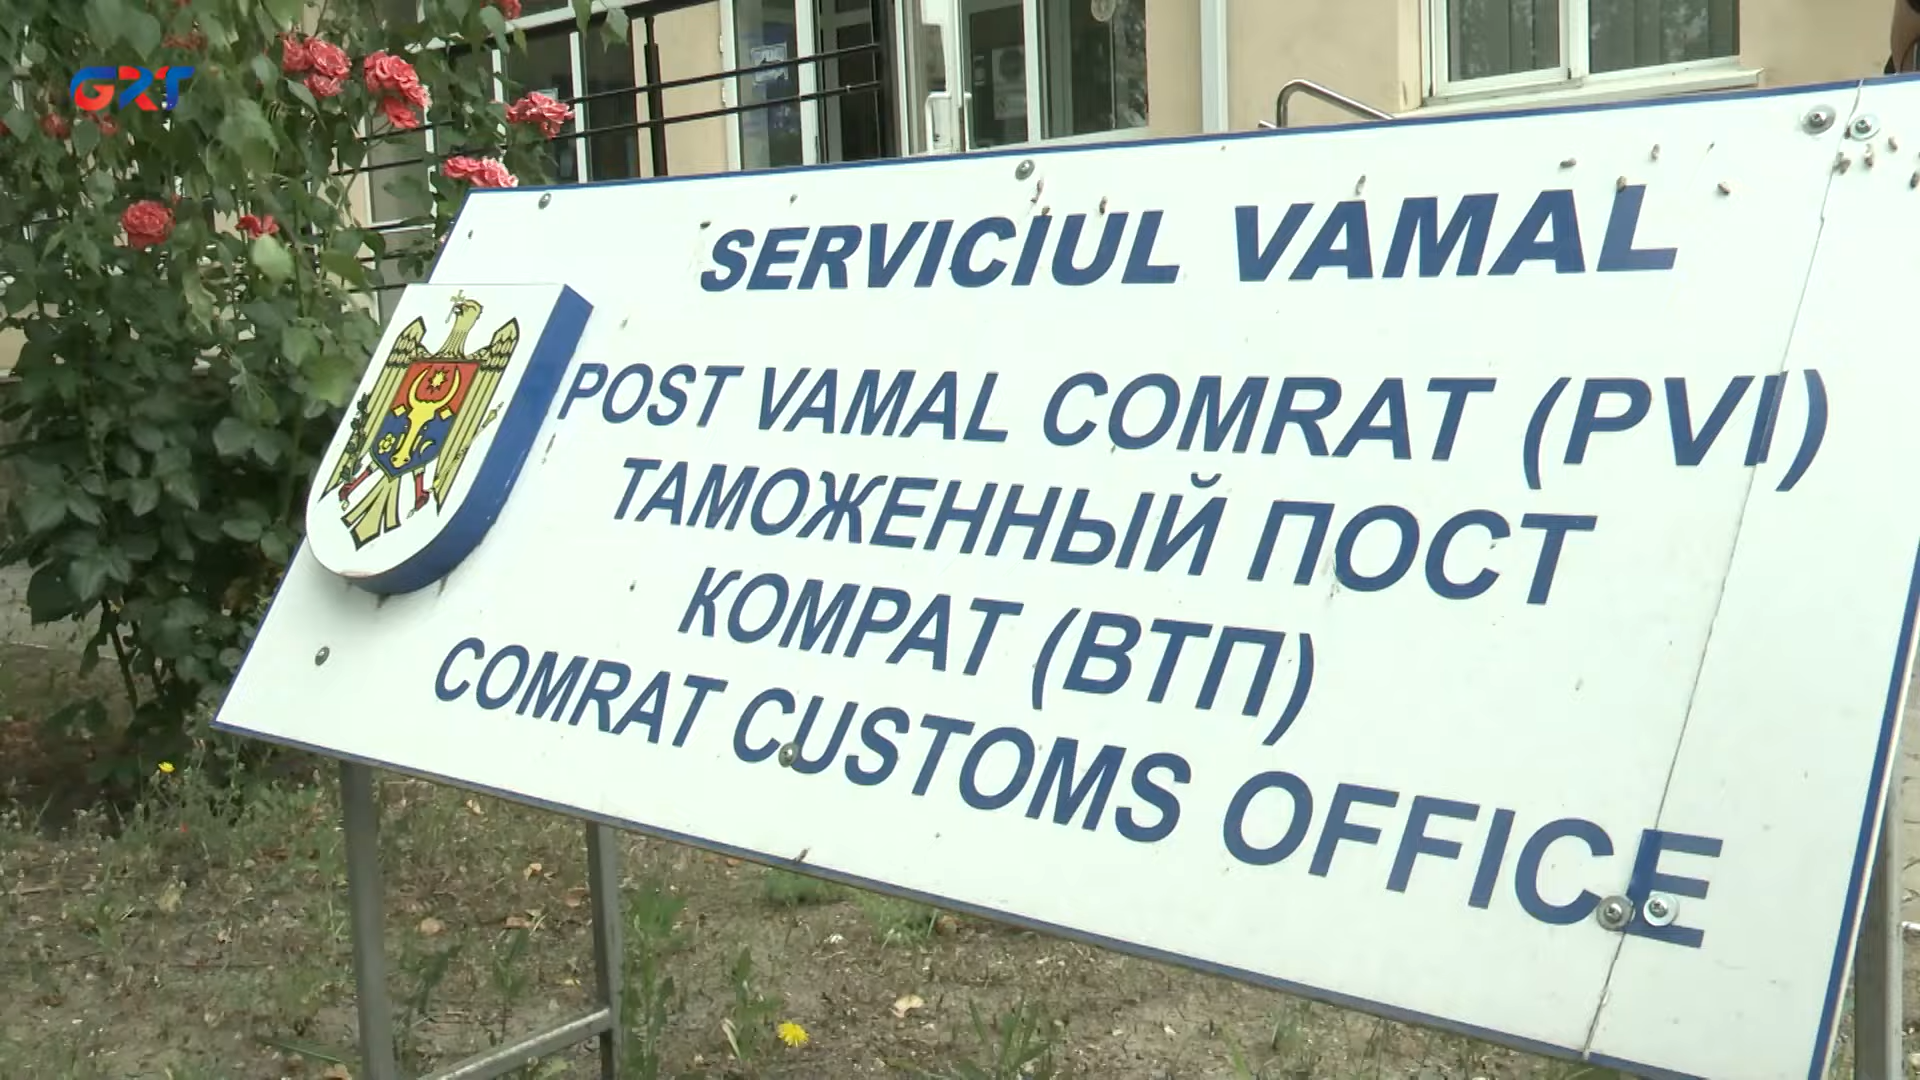 GRT
SERVICIUL VAMAL
POST VAMAL COMRAT (PVI)
ТАМОЖЕННЫЙ ПОСТ
КОМРАТ (ВТП)
COMRAT CUSTOMS OFFICE